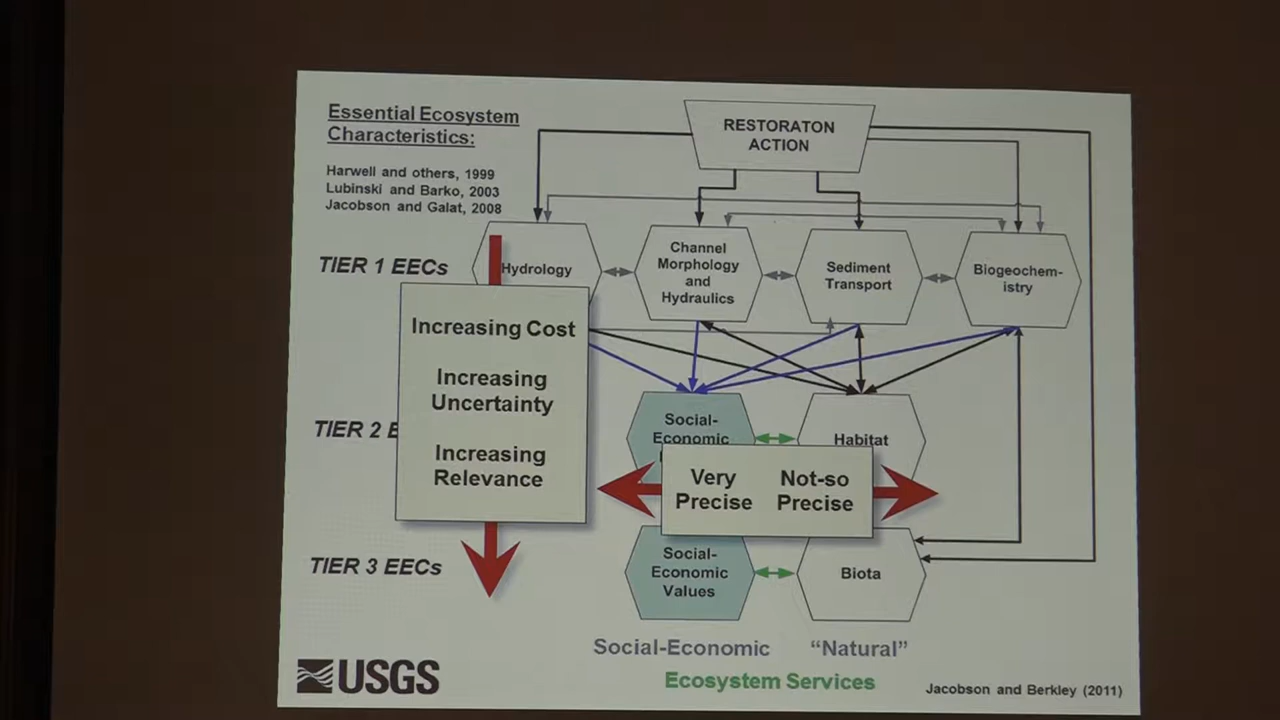 Essential Ecosystem
Characteristics:
Harwell and others, 1999
Lubinski and Barko, 2003
Jacobson and Galat, 2008
RESTORATON
ACTION
TIER 1 EECs
Hydrology
Channel
Morphology
and
Hydraulics
Sediment
Transport
Biogeochem-
istry
Increasing Cost
Increasing
Uncertainty
Increasing
Relevance
TIER 2 E
Social-
Economic
Habitat
Very
Precise
Not-so
Precise
TIER 3 EECs
Social-
Economic
Values
Biota
Social-Economic
“Natural”
Ecosystem Services
USGS
Jacobson and Berkley (2011)